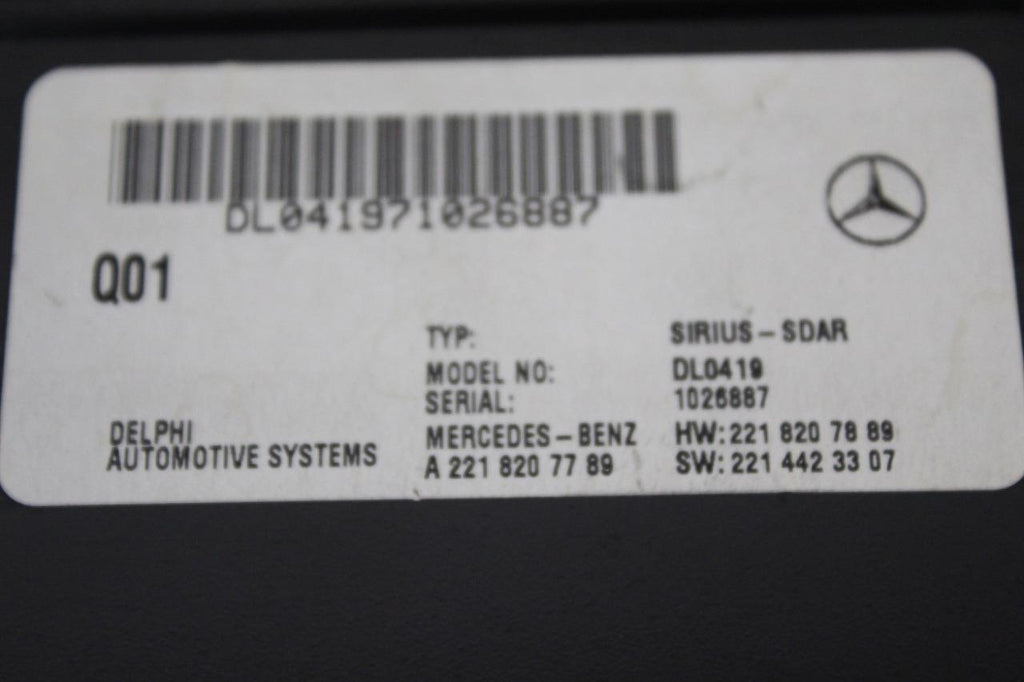 DL041971026887
Q01
TYP: SIRIUS-SDAR
MODEL NO: DL0419
SERIAL: 1026887
DELPHI
AUTOMOTIVE SYSTEMS
MERCEDES-BENZ HW: 221 820 78 89
A 221 820 77 89 SW: 221 442 33 07